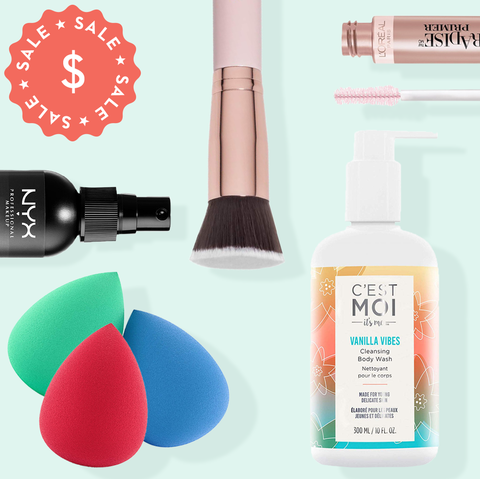 SALE ★ SALE ★ SALE ★ SALE ★
$
L'ORÉAL
PRIMER
NYX
PROFESSIONAL
MAKEUP
C'EST
MOI
it's me
VANILLA VIBES
Cleansing
Body Wash
Nettoyant
pour le corps
MADE FOR YOUNG
DELICATE SKIN
ÉLABORÉ POUR LES PEAUX
JEUNES ET DÉLICATES
300 ML / 10 FL. OZ.